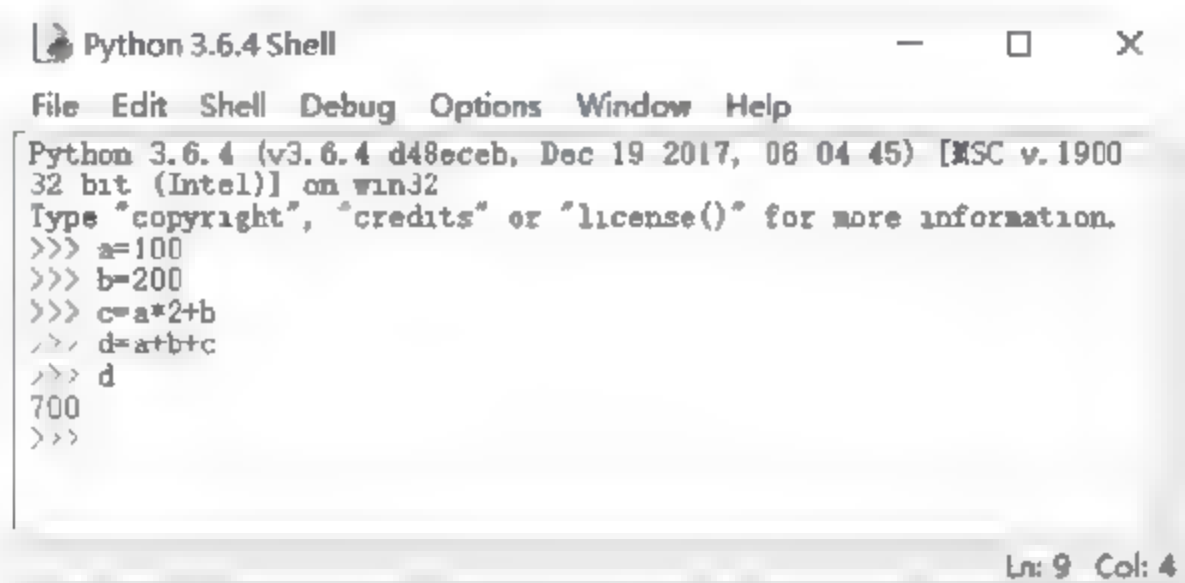 Python 3.6.4 Shell
File Edit Shell Debug Options Window Help
Python 3.6.4 (v3.6.4 d48eceb, Dec 19 2017, 06 04 45) [MSC v.1900
32 bit (Intel)] on win32
Type "copyright", "credits" or "license()" for more information.
>>> a=100
>>> b=200
>>> c=a*2+b
>>> d=a+b+c
>>> d
700
>>>
Ln: 9 Col: 4